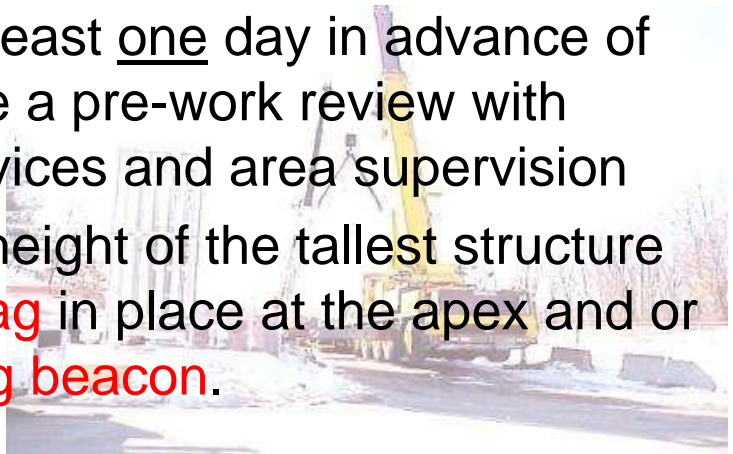 east one day in advance of
e a pre-work review with
vices and area supervision
height of the tallest structure
ag in place at the apex and or
g beacon.